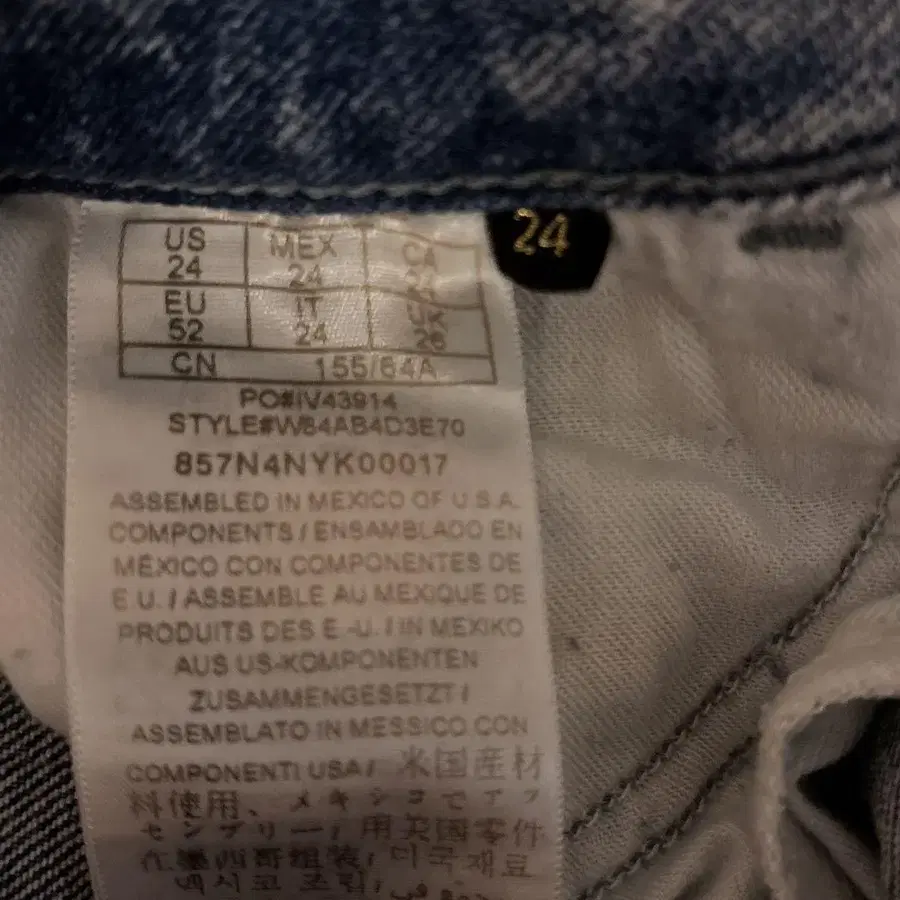 US MEX CA
24 24
EU IT
52 24 26
CN 155/64A
24
PO#IV43914
STYLE#W84AB4D3E70
857N4NYK00017
ASSEMBLED IN MEXICO OF U.S.A.
COMPONENTS / ENSAMBLADO EN
MÉXICO CON COMPONENTES DE
E.U. / ASSEMBLE AU MEXIQUE DE
PRODUITS DES E.-U. / IN MEXIKO
AUS US-KOMPONENTEN
ZUSAMMENGESETZT /
ASSEMBLATO IN MESSICO CON
COMPONENTI USA / 米国産材
料使用、メキシコでアッ
センブリー / 用美国零件
在墨西哥组装 / 미국 재료
멕시코 조립,